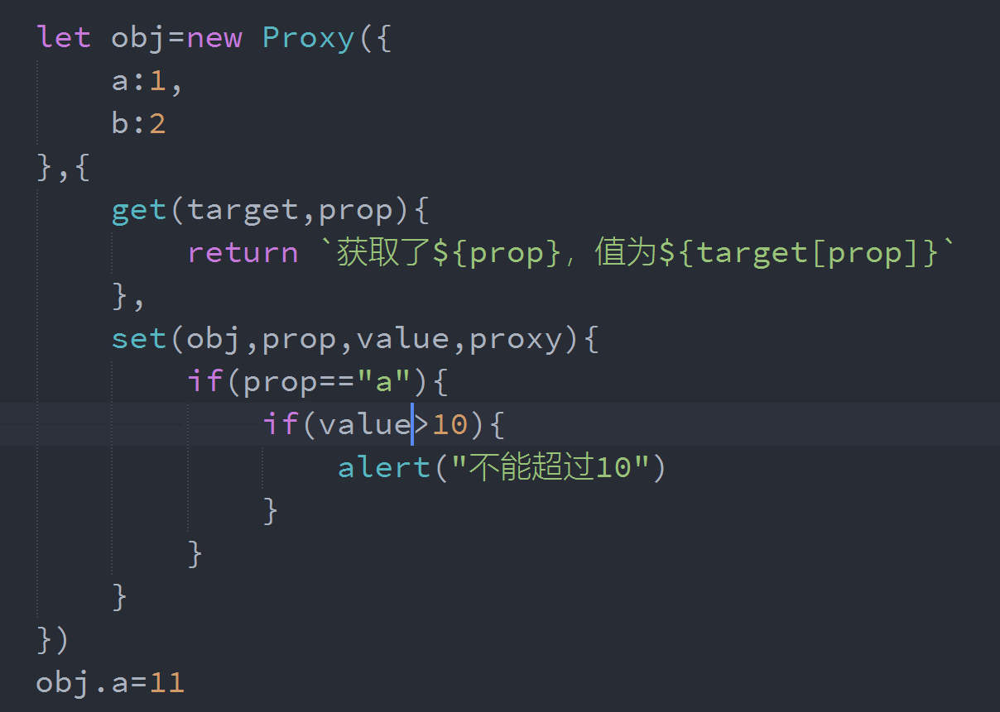 let obj=new Proxy({
    a:1,
    b:2
},{
    get(target,prop){
        return `获取了${prop}，值为${target[prop]}`
    },
    set(obj,prop,value,proxy){
        if(prop=="a"){
            if(value>10){
                alert("不能超过10")
            }
        }
    }
})
obj.a=11